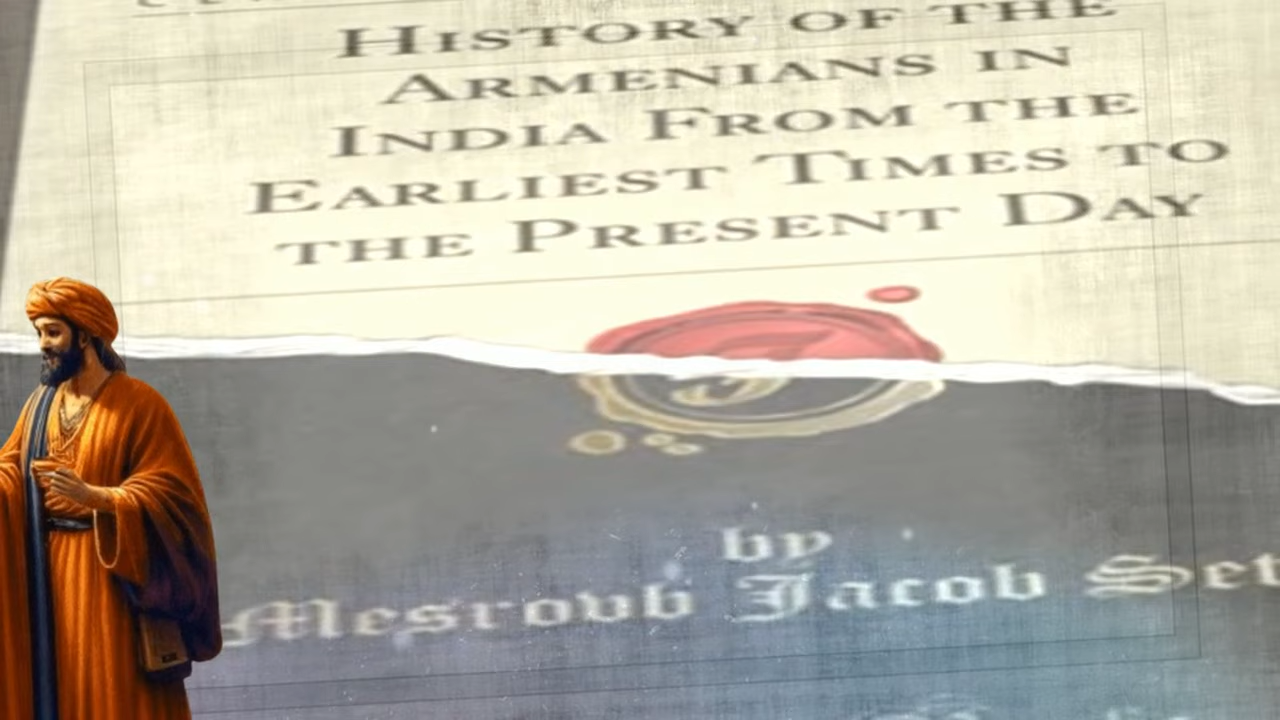 HISTORY OF THE
ARMENIANS IN
INDIA FROM THE
EARLIEST TIMES TO
THE PRESENT DAY
by
Mesrovb Jacob Set